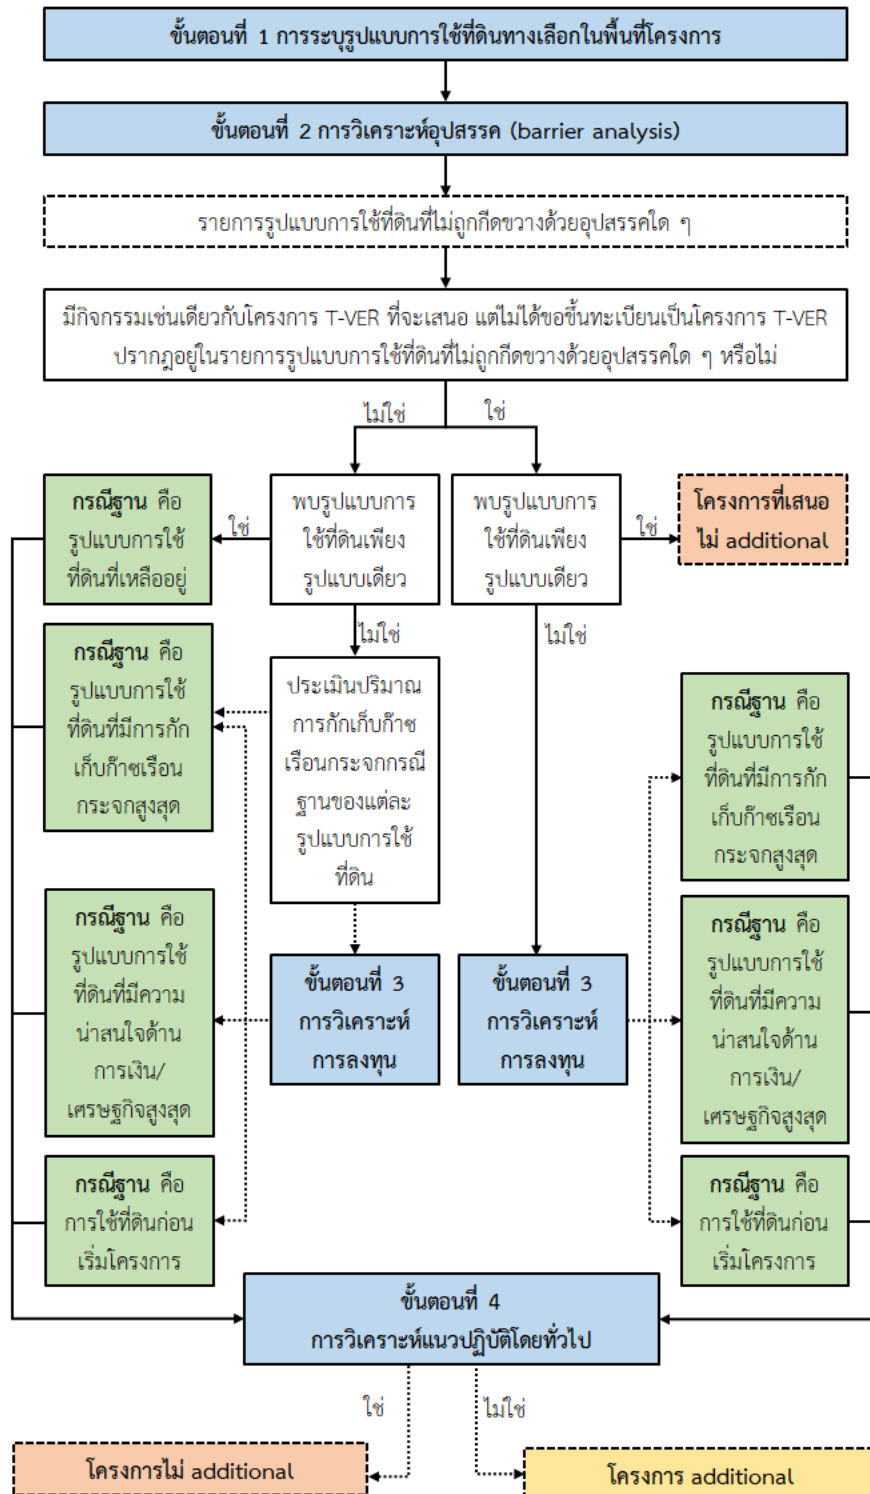 ขั้นตอนที่ 1 การระบุรูปแบบการใช้ที่ดินทางเลือกในพื้นที่โครงการ
ขั้นตอนที่ 2 การวิเคราะห์อุปสรรค (barrier analysis)
รายการรูปแบบการใช้ที่ดินที่ไม่ถูกกีดขวางด้วยอุปสรรคใด ๆ
มีกิจกรรมเช่นเดียวกับโครงการ T-VER ที่จะเสนอ แต่ไม่ได้ขอขึ้นทะเบียนเป็นโครงการ T-VER
ปรากฎอยู่ในรายการรูปแบบการใช้ที่ดินที่ไม่ถูกกีดขวางด้วยอุปสรรคใด ๆ หรือไม่
ไม่ใช่
ใช่
กรณีฐาน คือ
รูปแบบการใช้
ที่ดินที่เหลืออยู่
ใช่
พบรูปแบบการ
ใช้ที่ดินเพียง
รูปแบบเดียว
พบรูปแบบการ
ใช้ที่ดินเพียง
รูปแบบเดียว
ใช่
โครงการที่เสนอ
ไม่ additional
ไม่ใช่
ไม่ใช่
กรณีฐาน คือ
รูปแบบการใช้
ที่ดินที่มีการกัก
เก็บก๊าซเรือน
กระจกสูงสุด
ประเมินปริมาณ
การกักเก็บก๊าซ
เรือนกระจกกรณี
ฐานของแต่ละ
รูปแบบการใช้
ที่ดิน
กรณีฐาน คือ
รูปแบบการใช้
ที่ดินที่มีการกัก
เก็บก๊าซเรือน
กระจกสูงสุด
กรณีฐาน คือ
รูปแบบการใช้
ที่ดินที่มีความ
น่าสนใจด้าน
การเงิน/
เศรษฐกิจสูงสุด
ขั้นตอนที่ 3
การวิเคราะห์
การลงทุน
ขั้นตอนที่ 3
การวิเคราะห์
การลงทุน
กรณีฐาน คือ
รูปแบบการใช้
ที่ดินที่มีความ
น่าสนใจด้าน
การเงิน/
เศรษฐกิจสูงสุด
กรณีฐาน คือ
การใช้ที่ดินก่อน
เริ่มโครงการ
กรณีฐาน คือ
การใช้ที่ดินก่อน
เริ่มโครงการ
ขั้นตอนที่ 4
การวิเคราะห์แนวปฏิบัติโดยทั่วไป
ใช่
ไม่ใช่
โครงการไม่ additional
โครงการ additional